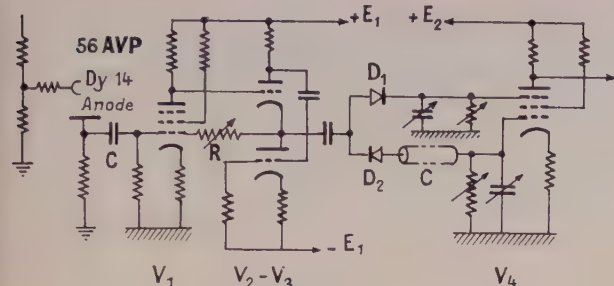 +E₁
+E₂
56 AVP
Dy 14
Anode
D₁
C
R
D₂
C
-E₁
V₁
V₂-V₃
V₄